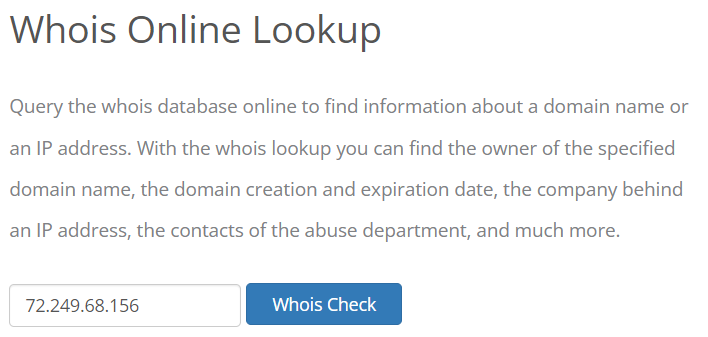 Whois Online Lookup
Query the whois database online to find information about a domain name or
an IP address. With the whois lookup you can find the owner of the specified
domain name, the domain creation and expiration date, the company behind
an IP address, the contacts of the abuse department, and much more.
72.249.68.156 Whois Check